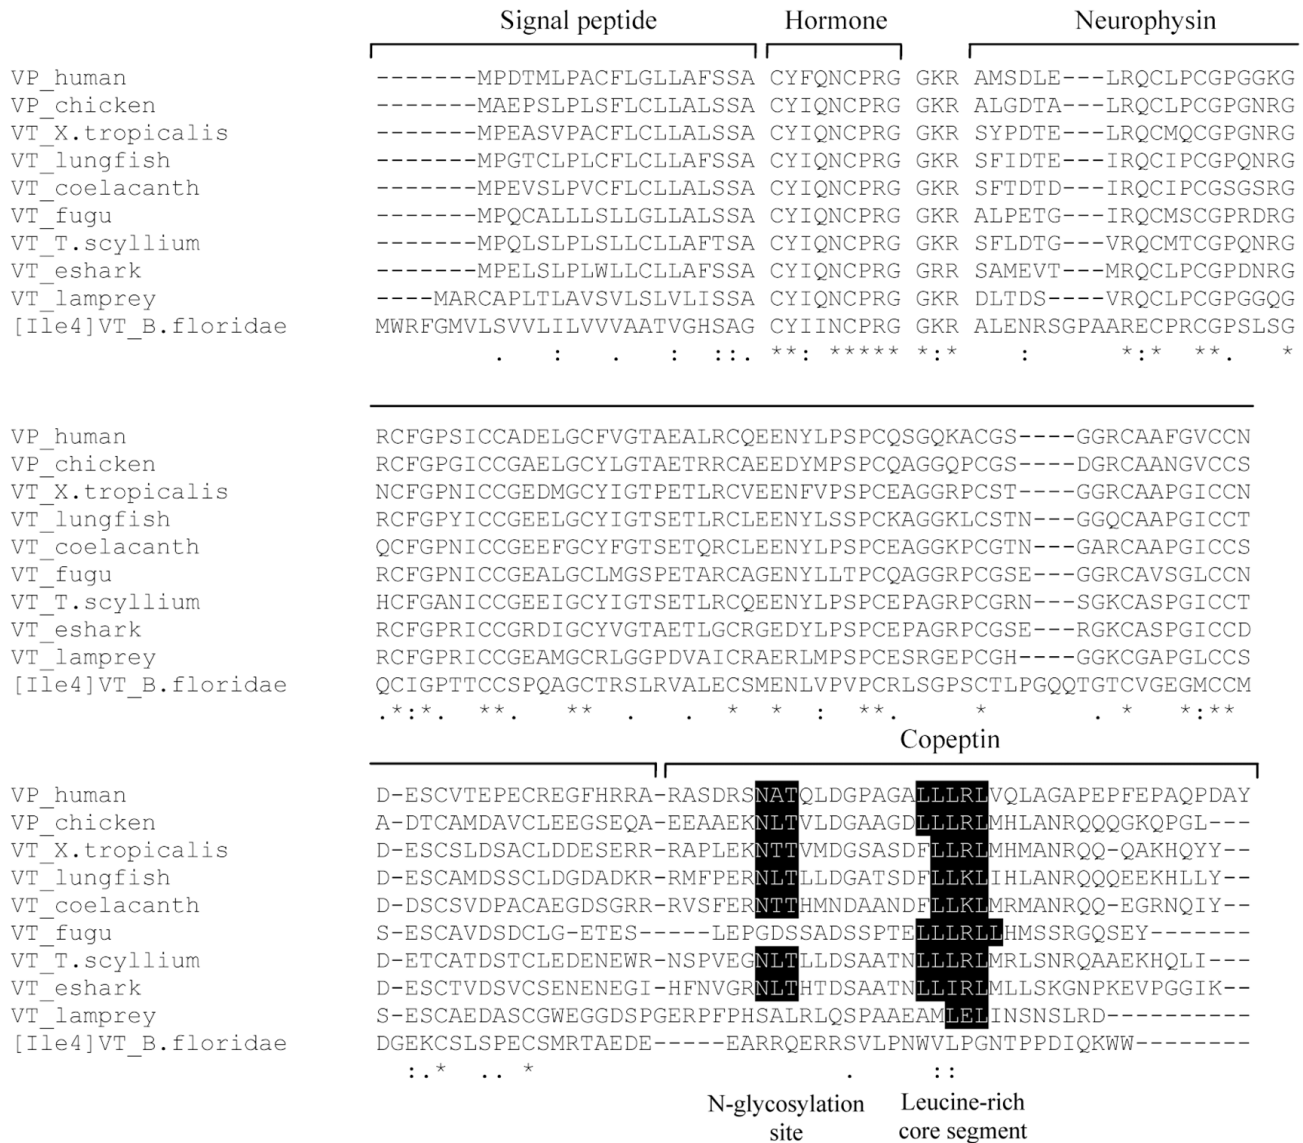 Signal peptide Hormone Neurophysin
VP_human -------MPDTMLPACFLGLLAFSSA CYFQNCPRG GKR AMSDLE---LRQCLPCGPGGKG
VP_chicken -------MAEPSLPLSFLCLLALSSA CYIQNCPRG GKR ALGDTA---LRQCLPCGPGNRG
VT_X.tropicalis -------MPEASVPACFLCLLALSSA CYIQNCPRG GKR SYPDTE---LRQCMQCGPGNRG
VT_lungfish -------MPGTCLPLCFLCLLAFSSA CYIQNCPRG GKR SFIDTE---IRQCIPCGPQNRG
VT_coelacanth -------MPEVSLPVCFLCLLALSSA CYIQNCPRG GKR SFTDTD---IRQCIPCGSGSRG
VT_fugu -------MPQCALLLSLLGLLALSSA CYIQNCPRG GKR ALPETG---IRQCMSCGPRDRG
VT_T.scyllium -------MPQLSLPLSLLCLLAFTSA CYIQNCPRG GKR SFLDTG---VRQCMTCGPQNRG
VT_eshark -------MPELSLPLWLLCLLAFSSA CYIQNCPRG GRR SAMEVT---MRQCLPCGPDNRG
VT_lamprey ----MARCAPLTLAVSVLSLVLISSA CYIQNCPRG GKR DLTDS----VRQCLPCGPGGQG
[Ile4]VT_B.floridae MWRFGMVLSVVLILVVVAATVGHSAG CYIINCPRG GKR ALENRSGPAARECPRCGPSLSG
. : . : ::. **: ***** *:* : *:* **. *
VP_human RCFGPSICCADELGCFVGTAEALRCQEENYLPSPCQSGQKACGS----GGRCAAFGVCCN
VP_chicken RCFGPGICCGAELGCYLGTAETRRCAEEDYMPSPCQAGGQPCGS----DGRCAANGVCCS
VT_X.tropicalis NCFGPNICCGEDMGCYIGTPETLRCVEENFVPSPCEAGGRPCST----GGRCAAPGICCN
VT_lungfish RCFGPYICCGEELGCYIGTSETLRCLEENYLSSPCKAGGKLCSTN---GGQCAAPGICCT
VT_coelacanth QCFGPNICCGEEFGCYFGTSETQRCLEENYLPSPCEAGGKPCGTN---GARCAAPGICCS
VT_fugu RCFGPNICCGEALGCLMGSPETARCAGENYLLTPCQAGGRPCGSE---GGRCAVSGLCCN
VT_T.scyllium HCFGANICCGEEIGCYIGTSETLRCQEENYLPSPCEPAGRPCGRN---SGKCASPGICCT
VT_eshark RCFGPRICCGRDIGCYVGTAETLGCRGEDYLPSPCEPAGRPCGSE---RGKCASPGICCD
VT_lamprey RCFGPRICCGEAMGCRLGGPDVAICRAERLMPSPCESRGEPCGH----GGKCGAPGLCCS
[Ile4]VT_B.floridae QCIGPTTCCSPQAGCTRSLRVALECSMENLVPVPCRLSGPSCTLPGQQTGTCVGEGMCCM
.*:*. **. ** . . * * : **. * . * *:**
Copeptin
VP_human D-ESCVTEPECREGFHRRA-RASDRSNATQLDGPAGALLLRLVQLAGAPEPFEPAQPDAY
VP_chicken A-DTCAMDAVCLEEGSEQA-EEAAEKNLTVLDGAAGDLLLRLMHLANRQQQGKQPGL---
VT_X.tropicalis D-ESCSLDSACLDDESERR-RAPLEKNTTVMDGSASDFLLRLMHMANRQQ-QAKHQYY--
VT_lungfish D-ESCAMDSSCLDGDADKR-RMFPERNLTLLDGATSDFLLKLIHLANRQQQEEKHLLY--
VT_coelacanth D-DSCSVDPACAEGDSGRR-RVSFERNTTHMNDAANDFLLKLMRMANRQQ-EGRNQIY--
VT_fugu S-ESCAVDSDCLG-ETES-----LEPGDSSADSSPTELLLRLLHMSSRGQSEY-------
VT_T.scyllium D-ETCATDSTCLEDENEWR-NSPVEGNLTLLDSAATNLLLRLMRLSNRQAAEKHQLI---
VT_eshark D-ESCTVDSVCSENENEGI-HFNVGRNLTHTDSAATNLLIRLMLLSKGNPKEVPGGIK--
VT_lamprey S-ESCAEDASCGWEGGDSPGERPFPHSALRLQSPAAEAMLELINSNSLRD----------
[Ile4]VT_B.floridae DGEKCSLSPECSMRTAEDE-----EARRQERRSVLPNWVLPGNTPPDIQKWW--------
:.* .. * . ::
N-glycosylation Leucine-rich
site core segment